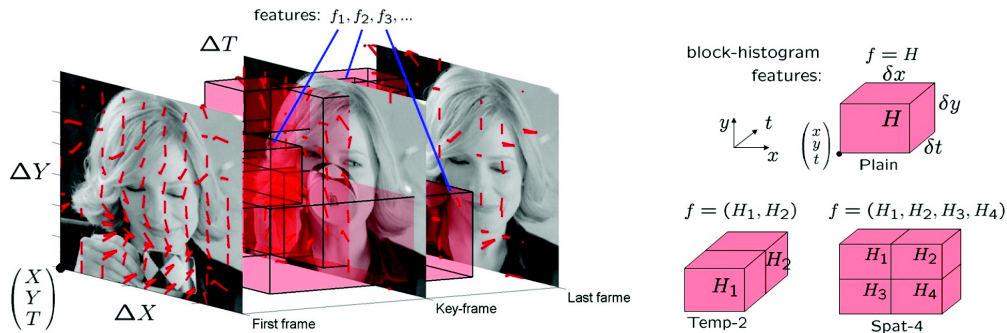 features: f₁, f₂, f₃, ...
ΔT
ΔY
(X Y T)
ΔX
First frame
Key-frame
Last farme
block-histogram
features:
f = H
δx
δy
δt
H
y
t
x
(x y t)
Plain
f = (H₁, H₂)
H₁
H₂
Temp-2
f = (H₁, H₂, H₃, H₄)
H₁ H₂
H₃ H₄
Spat-4